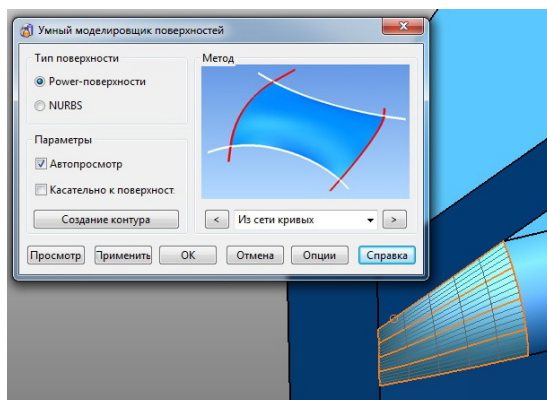 Умный моделировщик поверхностей
Тип поверхности
Power-поверхности
NURBS
Параметры
Автопросмотр
Касательно к поверхност
Создание контура
Метод
< Из сети кривых >
Просмотр Применить ОК Отмена Опции Справка